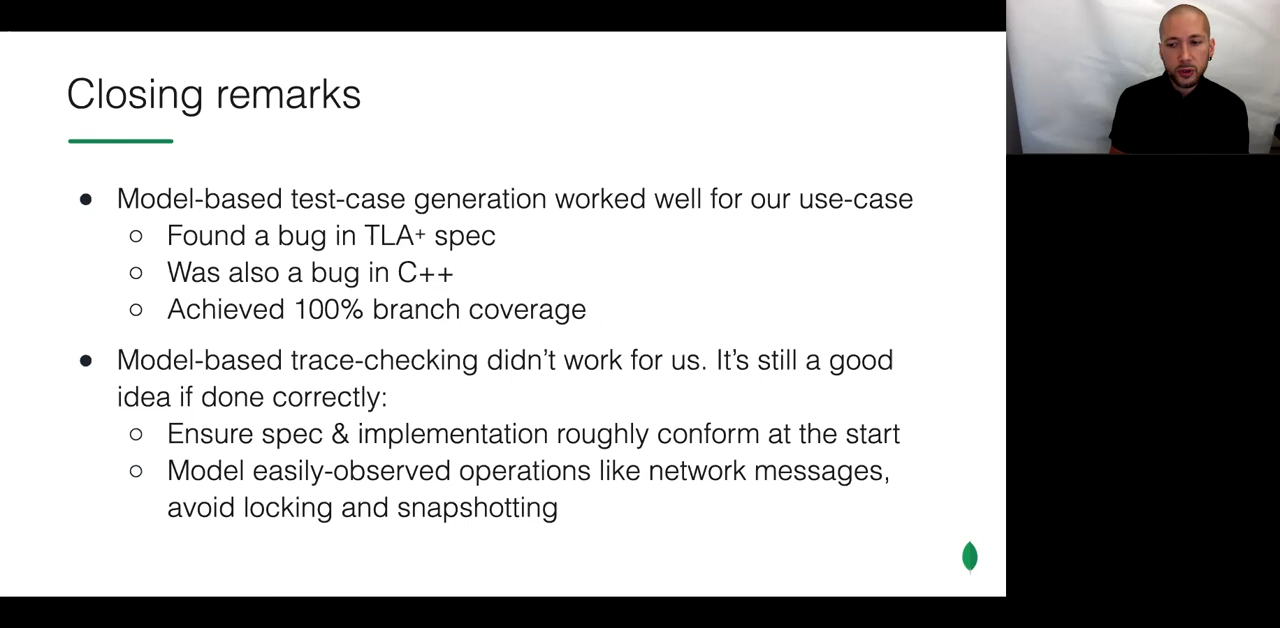 Closing remarks
● Model-based test-case generation worked well for our use-case
○ Found a bug in TLA+ spec
○ Was also a bug in C++
○ Achieved 100% branch coverage
● Model-based trace-checking didn’t work for us. It’s still a good
idea if done correctly:
○ Ensure spec & implementation roughly conform at the start
○ Model easily-observed operations like network messages,
avoid locking and snapshotting